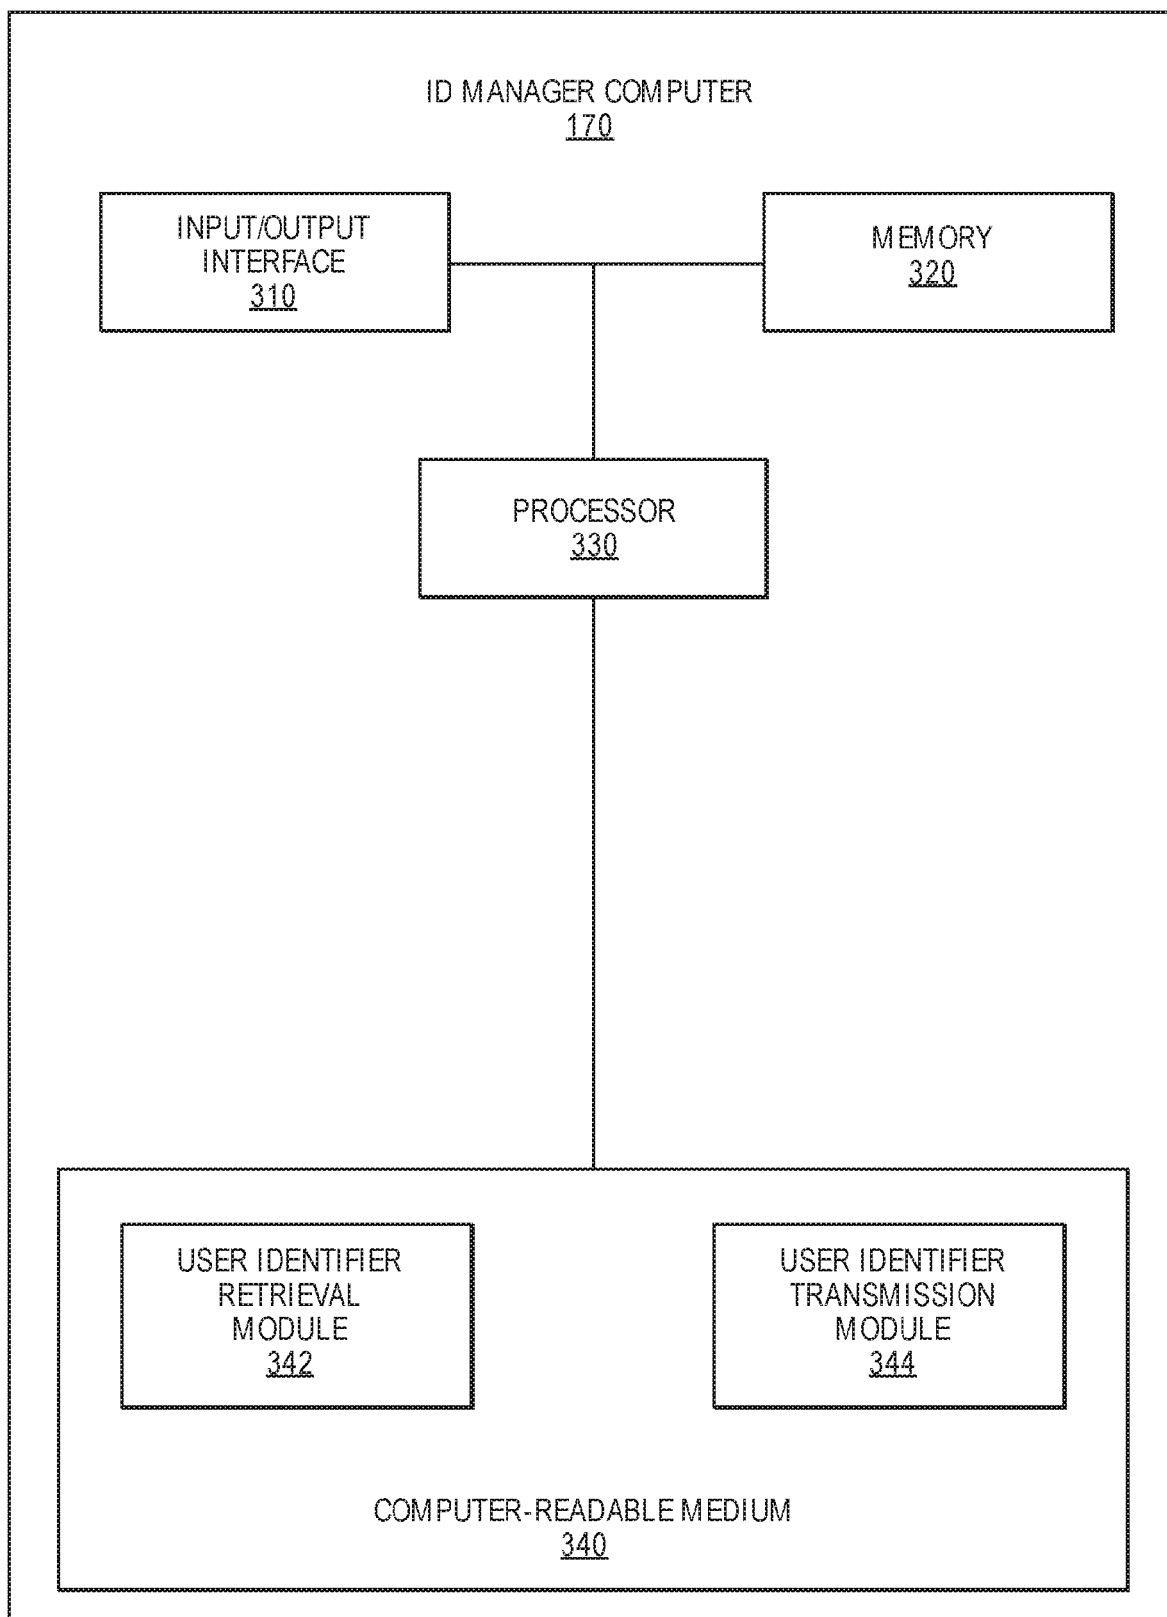 ID MANAGER COMPUTER
170
INPUT/OUTPUT
INTERFACE
310
MEMORY
320
PROCESSOR
330
USER IDENTIFIER
RETRIEVAL
MODULE
342
USER IDENTIFIER
TRANSMISSION
MODULE
344
COMPUTER-READABLE MEDIUM
340